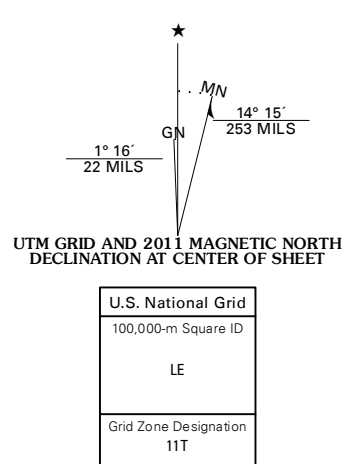 ★
MN
GN
14° 15´
253 MILS
1° 16´
22 MILS
UTM GRID AND 2011 MAGNETIC NORTH
DECLINATION AT CENTER OF SHEET
U.S. National Grid
100,000-m Square ID
LE
Grid Zone Designation
11T